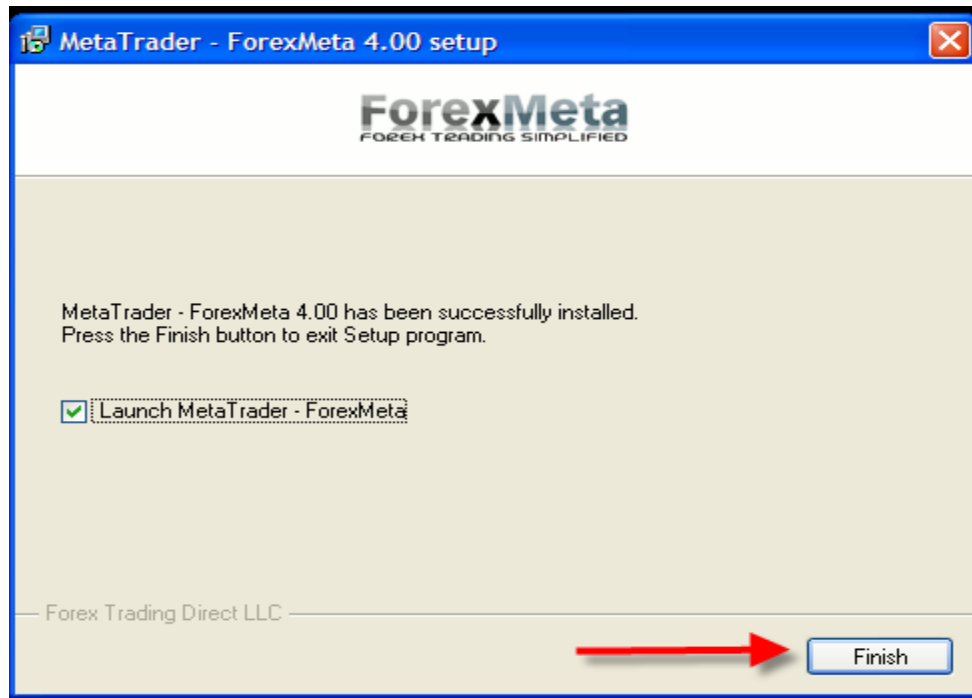 MetaTrader - ForexMeta 4.00 setup
ForexMeta
FOREX TRADING SIMPLIFIED
MetaTrader - ForexMeta 4.00 has been successfully installed.
Press the Finish button to exit Setup program.
Launch MetaTrader - ForexMeta
Forex Trading Direct LLC
Finish